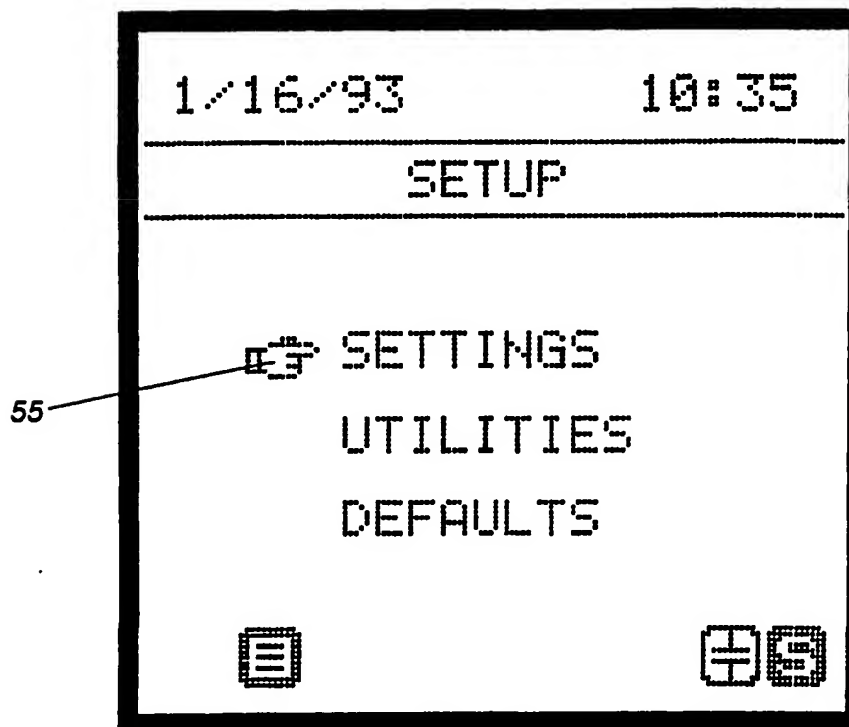 1/16/93 10:35
SETUP
SETTINGS
55
UTILITIES
DEFAULTS
S